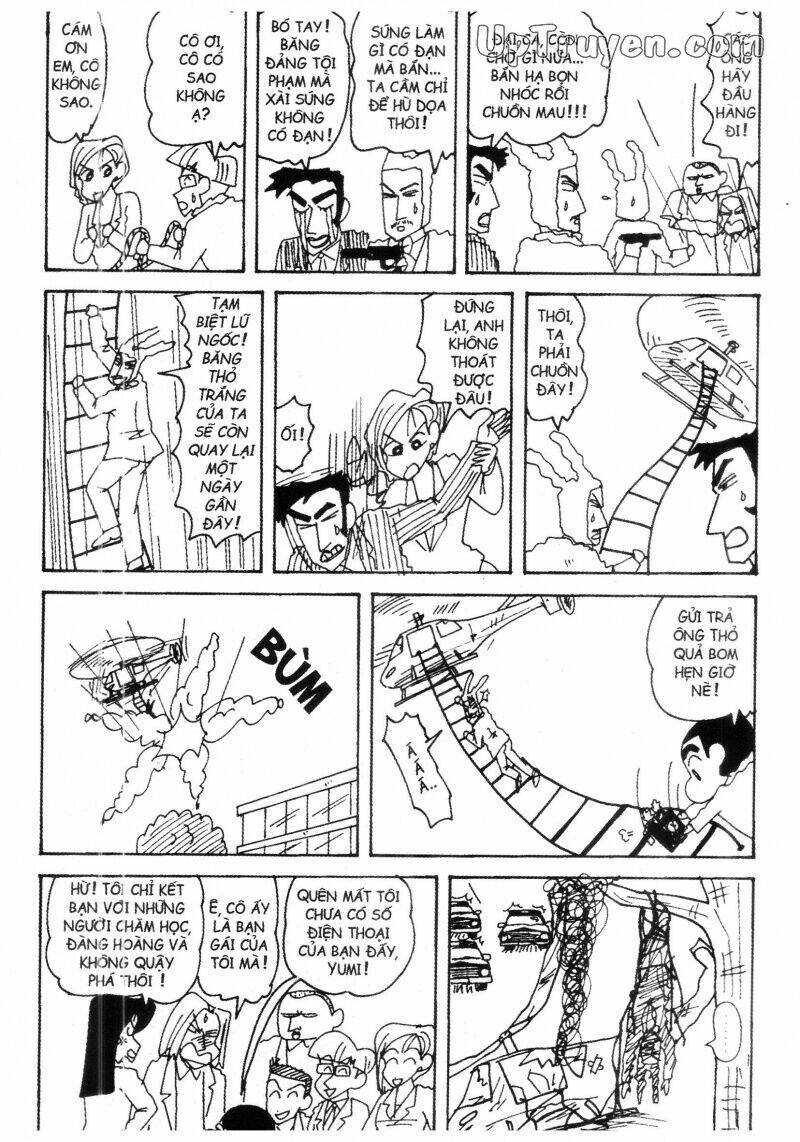 UpTruyen.com
CÁM
ƠN
EM, CÔ
KHÔNG
SAO.
CÔ ƠI,
CÔ CÓ
SAO
KHÔNG
Ạ?
BÓ TAY!
BĂNG
ĐẢNG TỘI
PHẠM MÀ
XÀI SÚNG
KHÔNG
CÓ ĐẠN!
SÚNG LÀM
GÌ CÓ ĐẠN
MÀ BẮN...
TA CẦM CHỈ
ĐỂ HÙ DỌA
THÔI!
ĐẠI CA, CÒN
CHỜ GÌ NỮA...
BẮN HẠ BỌN
NHÓC RỒI
CHUỒN MAU!!!
CÁC
ÔNG
HÃY
ĐẦU
HÀNG
ĐI!
TẠM
BIỆT LŨ
NGỐC!
BĂNG
THỎ
TRẮNG
CỦA TA
SẼ CÒN
QUAY LẠI
MỘT
NGÀY
GẦN
ĐÂY!
ỐI!
ĐỨNG
LẠI, ANH
KHÔNG
THOÁT
ĐƯỢC
ĐÂU!
THÔI,
TA
PHẢI
CHUỒN
ĐÂY!
BÙM
Á
Á
Á..
GỬI TRẢ
ÔNG THỎ
QUẢ BOM
HẸN GIỜ
NÈ!
HỪ! TÔI CHỈ KẾT
BẠN VỚI NHỮNG
NGƯỜI CHĂM HỌC,
ĐÀNG HOÀNG VÀ
KHÔNG QUẬY
PHÁ THÔI!
Ê, CÔ ẤY
LÀ BẠN
GÁI CỦA
TÔI MÀ!
QUÊN MẤT TÔI
CHƯA CÓ SỐ
ĐIỆN THOẠI
CỦA BẠN ĐẤY,
YUMI!
......